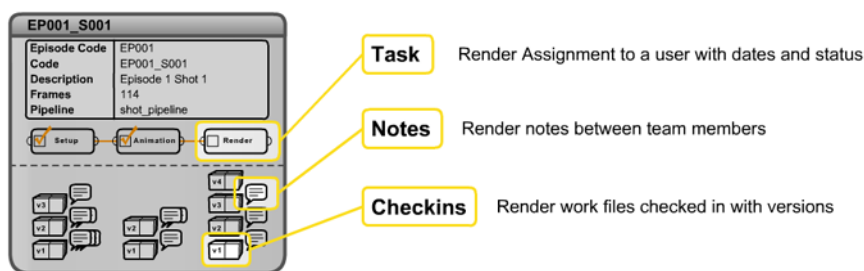 EP001_S001
Episode Code EP001
Code EP001_S001
Description Episode 1 Shot 1
Frames 114
Pipeline shot_pipeline
Setup Animation Render
v4
v3 v3
v2 v2 v2
v1 v1 v1
Task Render Assignment to a user with dates and status
Notes Render notes between team members
Checkins Render work files checked in with versions